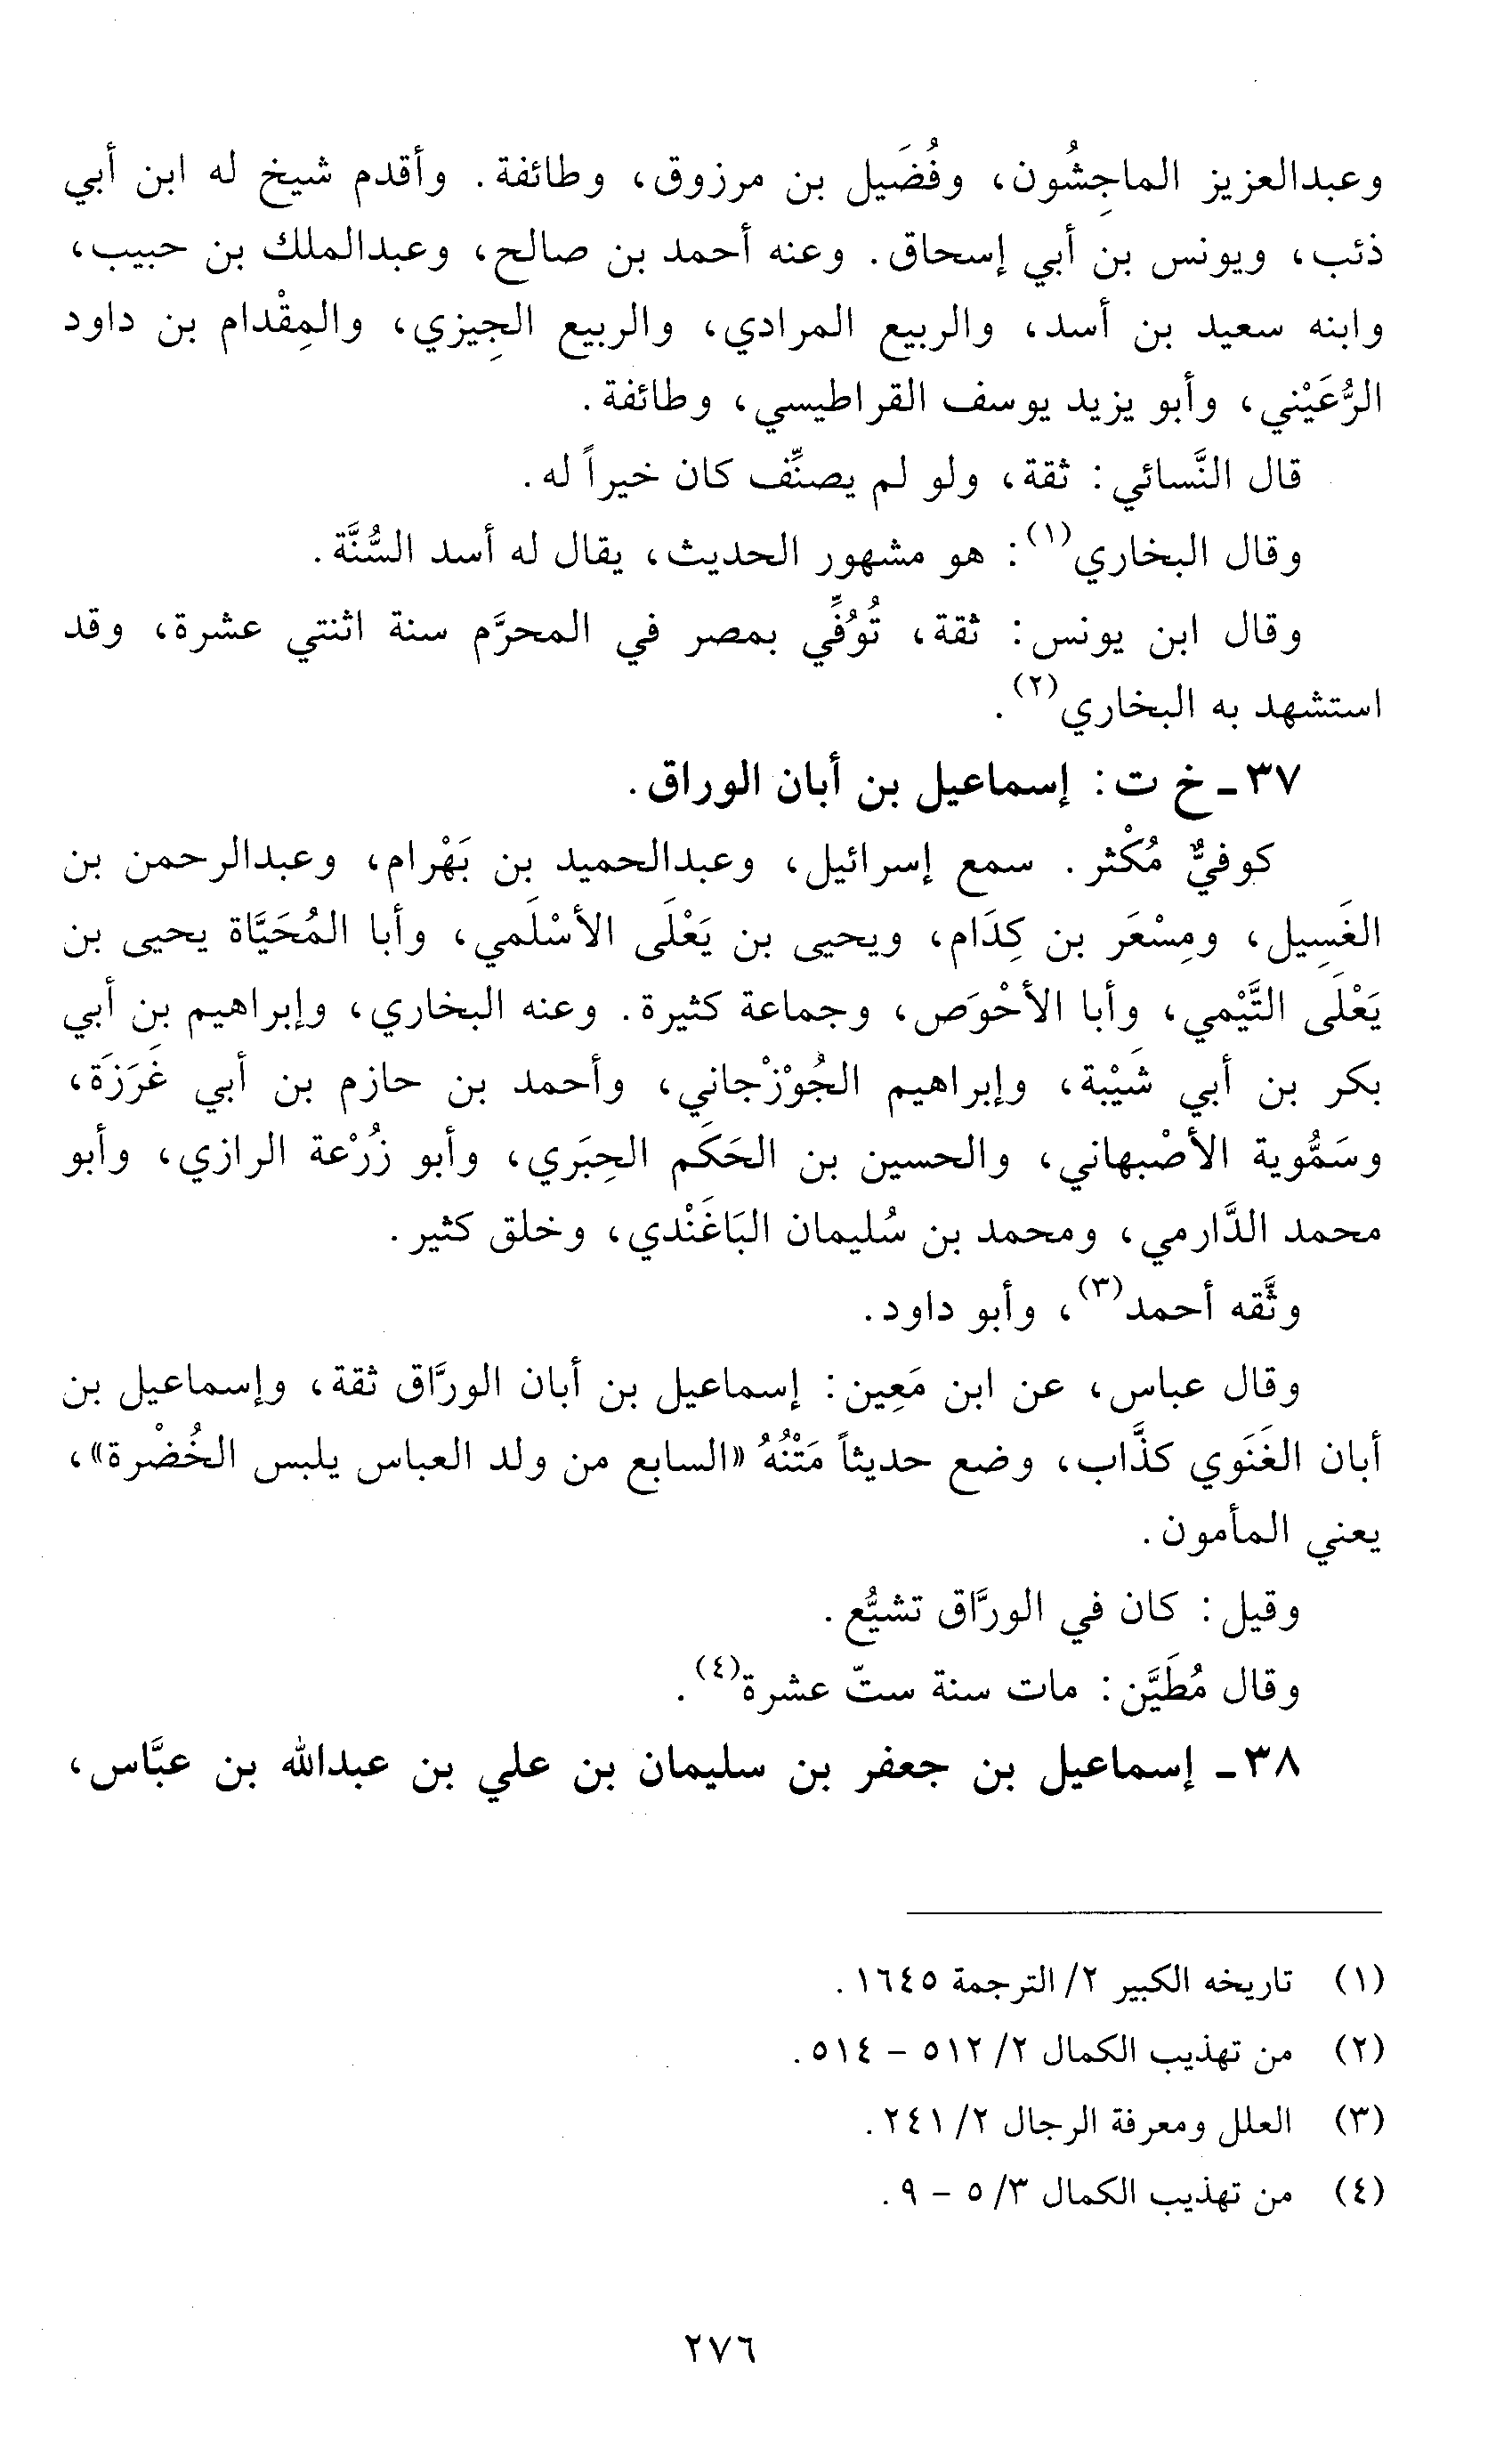 وعبدالعزيز الماجِشُون، وفُضَيل بن مرزوق، وطائفة. وأقدم شيخ له ابن أبي
ذئب، ويونس بن أبي إسحاق. وعنه أحمد بن صالح، وعبدالملك بن حبيب،
وابنه سعيد بن أسد، والربيع المرادي، والربيع الجِيزي، والمِقْدام بن داود
الرُّعَيْني، وأبو يزيد يوسف القراطيسي، وطائفة.
قال النَّسائي: ثقة، ولو لم يصنِّف كان خيراً له.
وقال البخاري(١): هو مشهور الحديث، يقال له أسد السُّنَّة.
وقال ابن يونس: ثقة، تُوُفِّي بمصر في المحرَّم سنة اثنتي عشرة، وقد
استشهد به البخاري(٢).
٣٧ - خ ت: إسماعيل بن أبان الوراق.
كوفيٌّ مُكْثر. سمع إسرائيل، وعبدالحميد بن بَهْرام، وعبدالرحمن بن
الغَسِيل، ومِسْعَر بن كِدَام، ويحيى بن يَعْلَى الأسْلَمي، وأبا المُحَيَّاة يحيى بن
يَعْلَى التَّيْمي، وأبا الأحْوَص، وجماعة كثيرة. وعنه البخاري، وإبراهيم بن أبي
بكر بن أبي شَيْبة، وإبراهيم الجُوْزْجاني، وأحمد بن حازم بن أبي غَرَزَة،
وسَمُّوية الأصْبهاني، والحسين بن الحَكَم الحِبَري، وأبو زُرْعة الرازي، وأبو
محمد الدَّارمي، ومحمد بن سُليمان البَاغَنْدي، وخلق كثير.
وثَّقه أحمد(٣)، وأبو داود.
وقال عباس، عن ابن مَعِين: إسماعيل بن أبان الورَّاق ثقة، وإسماعيل بن
أبان الغَنَوي كذَّاب، وضع حديثاً مَتْنُهُ «السابع من ولد العباس يلبس الخُضْرة»،
يعني المأمون.
وقيل: كان في الورَّاق تشيُّع.
وقال مُطَيَّن: مات سنة ستّ عشرة(٤).
٣٨ - إسماعيل بن جعفر بن سليمان بن علي بن عبدالله بن عبَّاس،
(١) تاريخه الكبير ٢/ الترجمة ١٦٤٥.
(٢) من تهذيب الكمال ٢/ ٥١٢ - ٥١٤.
(٣) العلل ومعرفة الرجال ٢/ ٢٤١.
(٤) من تهذيب الكمال ٣/ ٥ - ٩.
٢٧٦